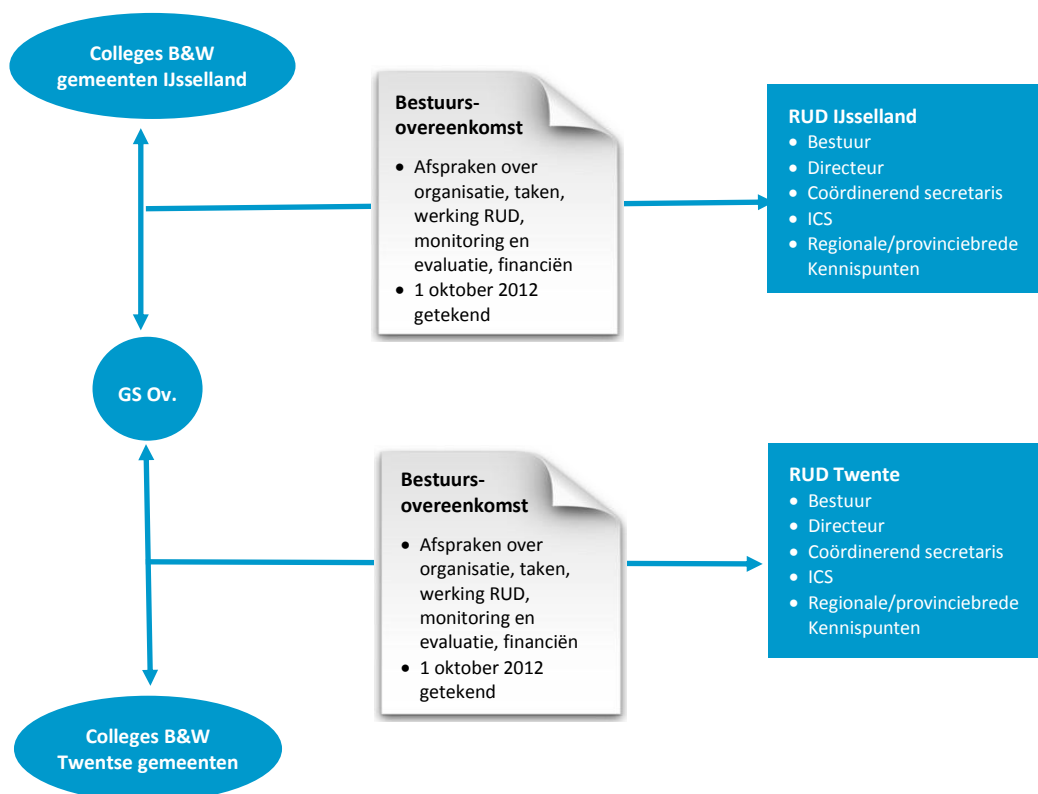 Colleges B&W
gemeenten IJsselland
Bestuurs-
overeenkomst
• Afspraken over
organisatie, taken,
werking RUD,
monitoring en
evaluatie, financiën
• 1 oktober 2012
getekend
RUD IJsselland
• Bestuur
• Directeur
• Coördinerend secretaris
• ICS
• Regionale/provinciebrede
Kennispunten
GS Ov.
Bestuurs-
overeenkomst
• Afspraken over
organisatie, taken,
werking RUD,
monitoring en
evaluatie, financiën
• 1 oktober 2012
getekend
RUD Twente
• Bestuur
• Directeur
• Coördinerend secretaris
• ICS
• Regionale/provinciebrede
Kennispunten
Colleges B&W
Twentse gemeenten